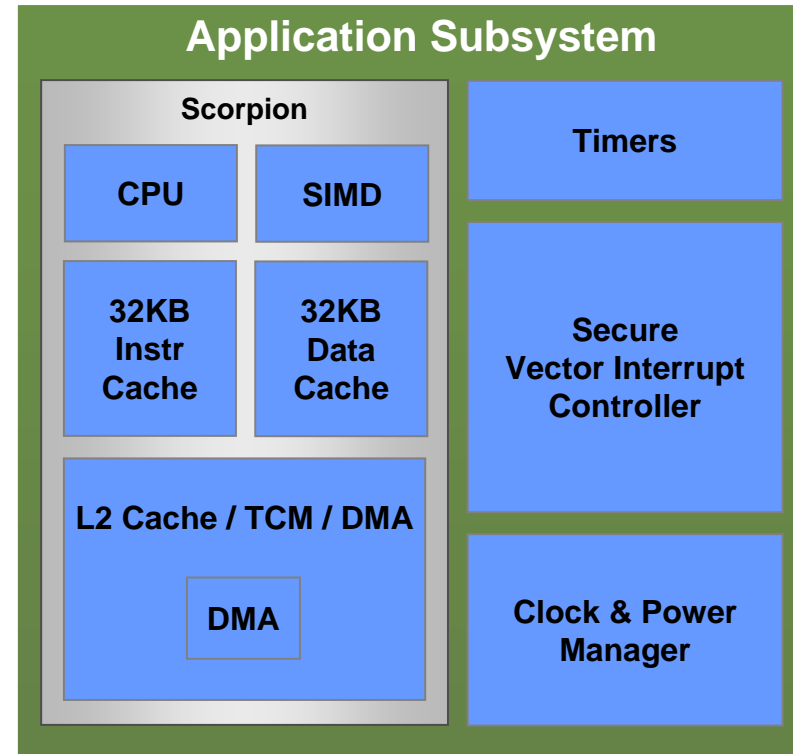 Application Subsystem
Scorpion
CPU
SIMD
32KB
Instr
Cache
32KB
Data
Cache
L2 Cache / TCM / DMA
DMA
Timers
Secure
Vector Interrupt
Controller
Clock & Power
Manager